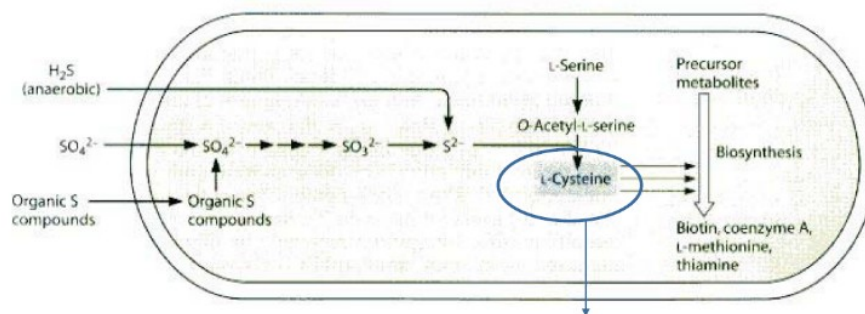 H₂S
(anaerobic)
SO₄²⁻
Organic S
compounds
SO₄²⁻
SO₃²⁻
S²⁻
Organic S
compounds
L-Serine
O-Acetyl-L-serine
L-Cysteine
Precursor
metabolites
Biosynthesis
Biotin, coenzyme A,
L-methionine,
thiamine